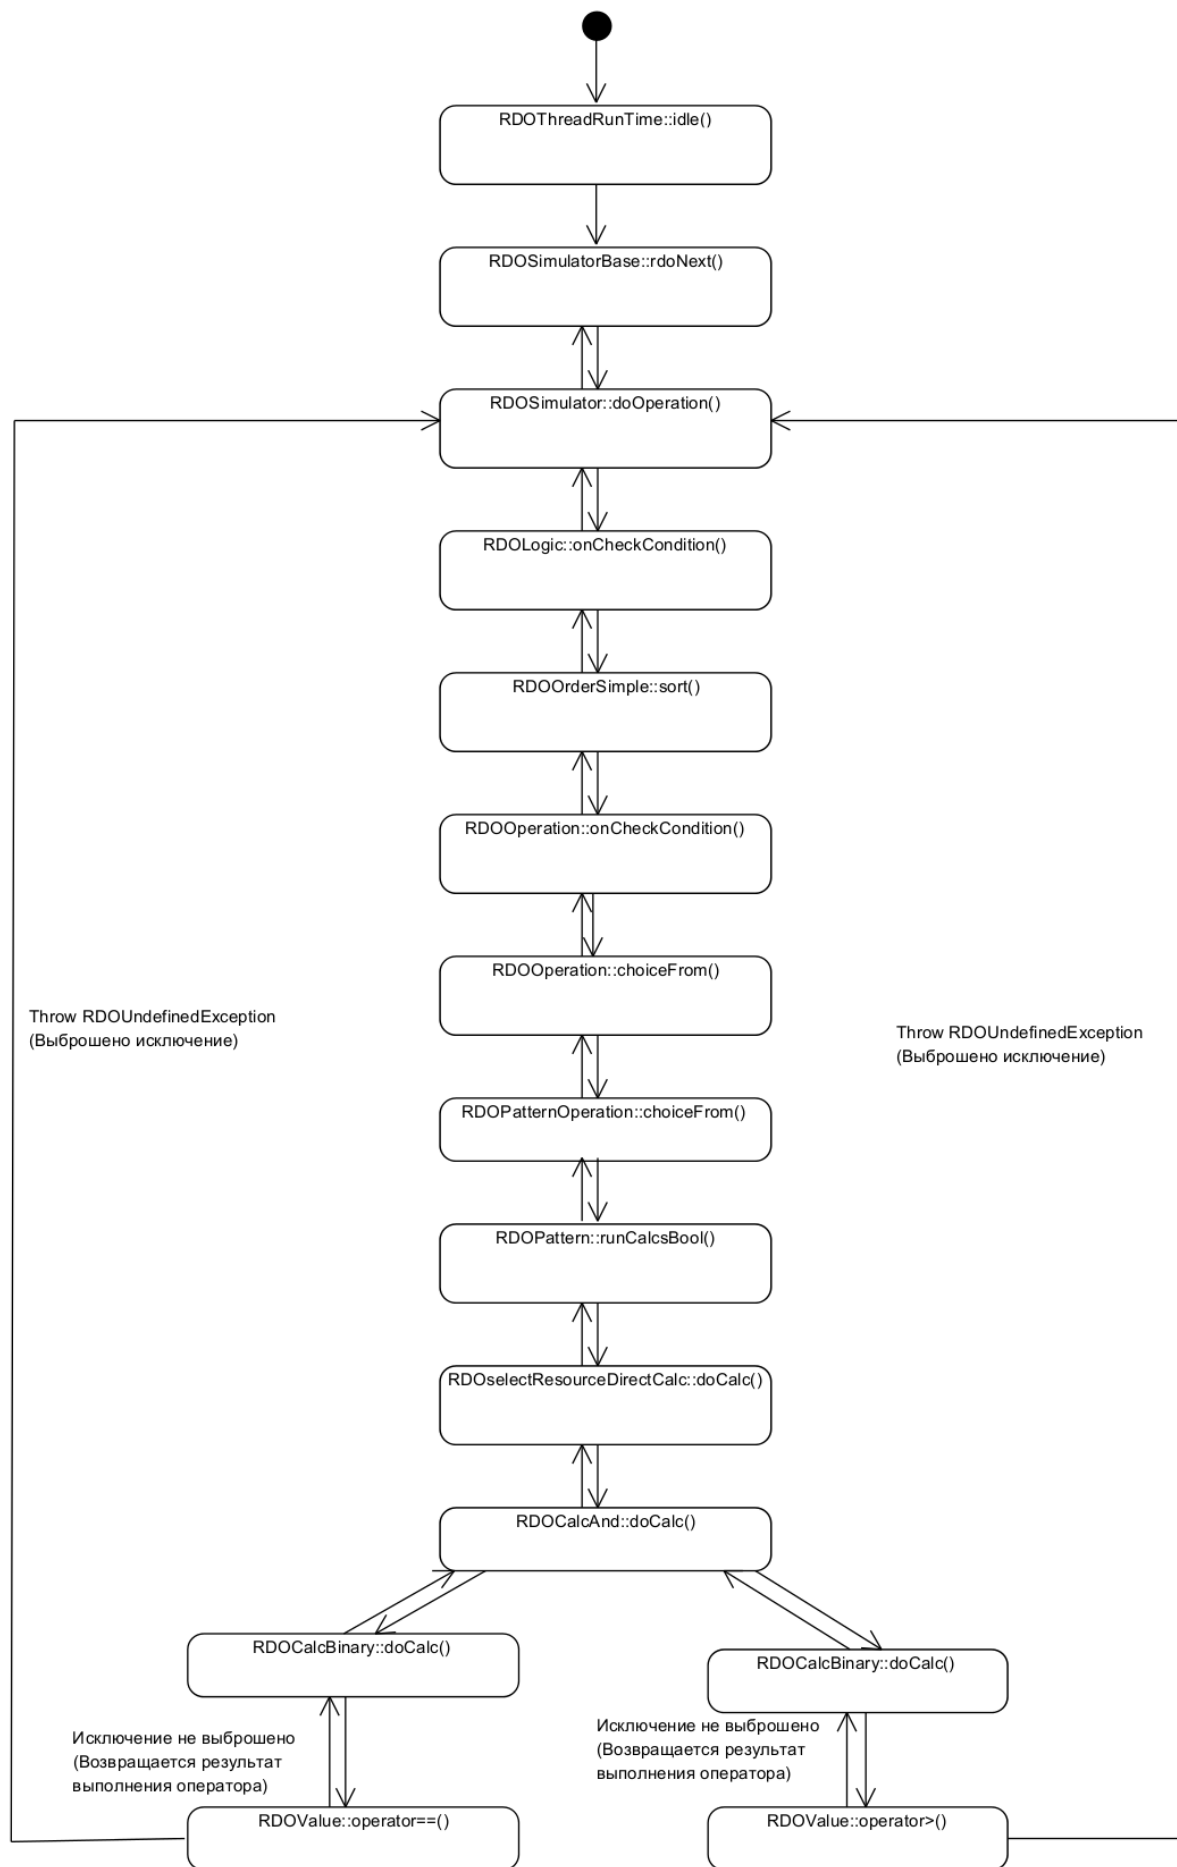 RDOThreadRunTime::idle()
RDOSimulatorBase::rdoNext()
RDOSimulator::doOperation()
RDOLogic::onCheckCondition()
RDOOrderSimple::sort()
RDOOperation::onCheckCondition()
RDOOperation::choiceFrom()
Throw RDOUndefinedException
(Выброшено исключение)
Throw RDOUndefinedException
(Выброшено исключение)
RDOPatternOperation::choiceFrom()
RDOPattern::runCalcsBool()
RDOselectResourceDirectCalc::doCalc()
RDOCalcAnd::doCalc()
RDOCalcBinary::doCalc()
RDOCalcBinary::doCalc()
Исключение не выброшено
(Возвращается результат
выполнения оператора)
Исключение не выброшено
(Возвращается результат
выполнения оператора)
RDOValue::operator==()
RDOValue::operator>()